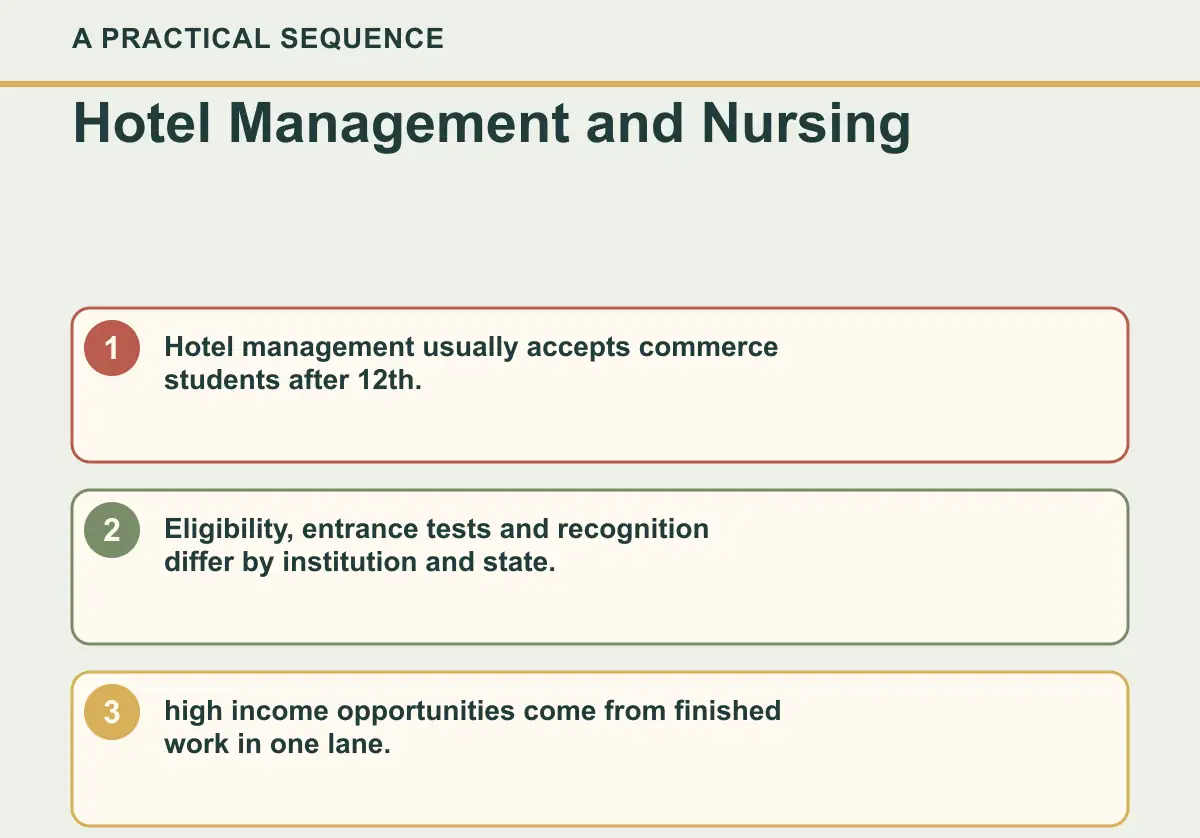 A PRACTICAL SEQUENCE
Hotel Management and Nursing
1
Hotel management usually accepts commerce
students after 12th.
2
Eligibility, entrance tests and recognition
differ by institution and state.
3
high income opportunities come from finished
work in one lane.